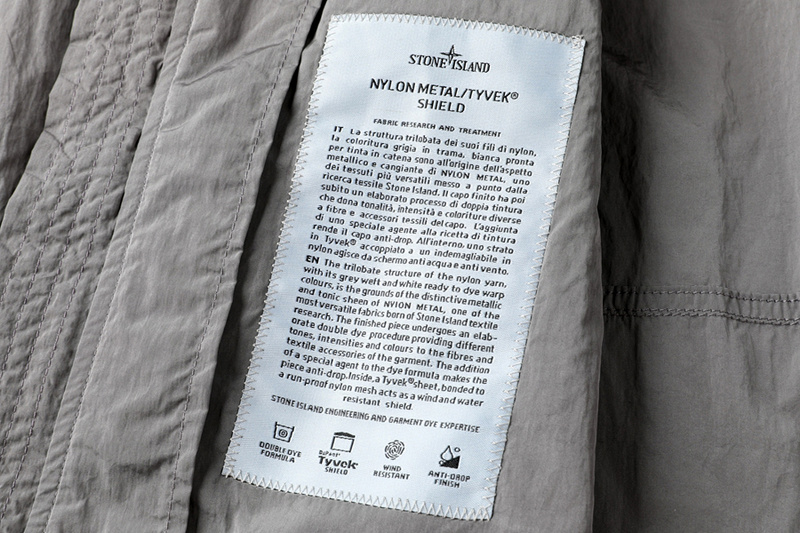 STONE ISLAND
NYLON METAL/TYVEK®
SHIELD
FABRIC RESEARCH AND TREATMENT
IT La struttura trilobata dei suoi fili di nylon,
la coloritura grigia in trama, bianca pronta
per tinta in catena sono all'origine dell'aspetto
metallico e cangiante di NYLON METAL, uno
dei tessuti più versatili messo a punto dalla
ricerca tessile Stone Island. Il capo finito ha poi
subito un elaborato processo di doppia tintura
che dona tonalità, intensità e coloriture diverse
a fibre e accessori tessili del capo. L'aggiunta
di uno speciale agente alla ricetta di tintura
rende il capo anti-drop. All'interno, uno strato
in Tyvek® accoppiato a un indemagliabile in
nylon agisce da schermo anti acqua e anti vento.
EN The trilobate structure of the nylon yarn,
with its grey weft and white ready to dye warp
colours, is the grounds of the distinctive metallic
and tonic sheen of NYLON METAL, one of the
most versatile fabrics born of Stone Island textile
research. The finished piece undergoes an elab-
orate double dye procedure providing different
tones, intensities and colours to the fibres and
textile accessories of the garment. The addition
of a special agent to the dye formula makes the
piece anti-drop. Inside, a Tyvek® sheet, bonded to
a run-proof nylon mesh acts as a wind and water
resistant shield.
STONE ISLAND ENGINEERING AND GARMENT DYE EXPERTISE
DOUBLE DYE
FORMULA
DuPont™
Tyvek®
SHIELD
WIND
RESISTANT
ANTI-DROP
FINISH